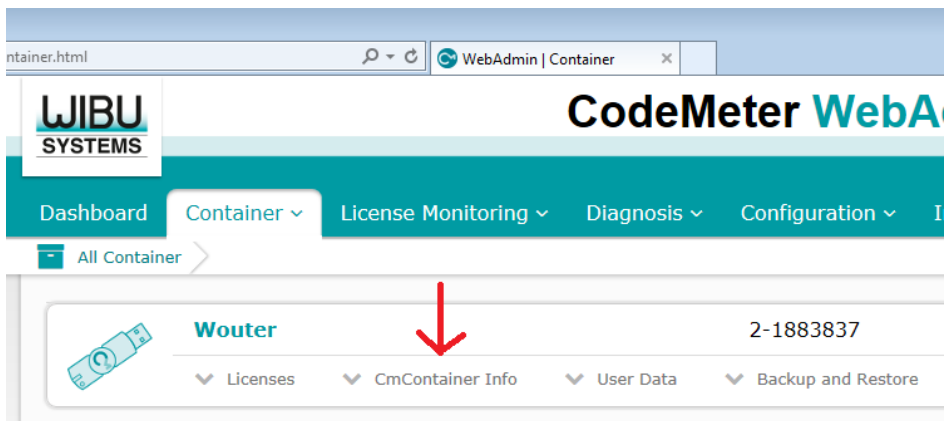 ntainer.html
WebAdmin | Container
WIBU
SYSTEMS
CodeMeter WebA
Dashboard Container License Monitoring Diagnosis Configuration I
All Container
Wouter 2-1883837
Licenses CmContainer Info User Data Backup and Restore